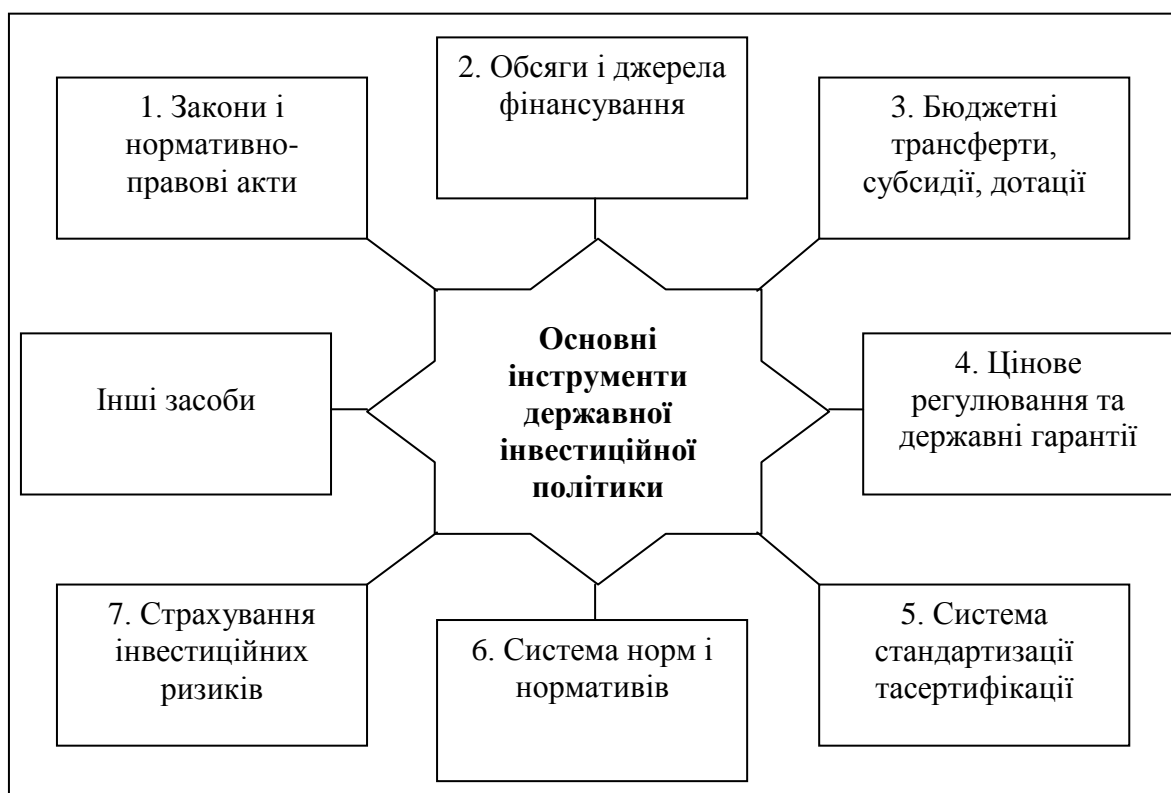 1. Закони і
нормативно-
правові акти
2. Обсяги і джерела
фінансування
3. Бюджетні
трансферти,
субсидії, дотації
Інші засоби
Основні
інструменти
державної
інвестиційної
політики
4. Цінове
регулювання та
державні гарантії
7. Страхування
інвестиційних
ризиків
6. Система норм і
нормативів
5. Система
стандартизації
тасертифікації